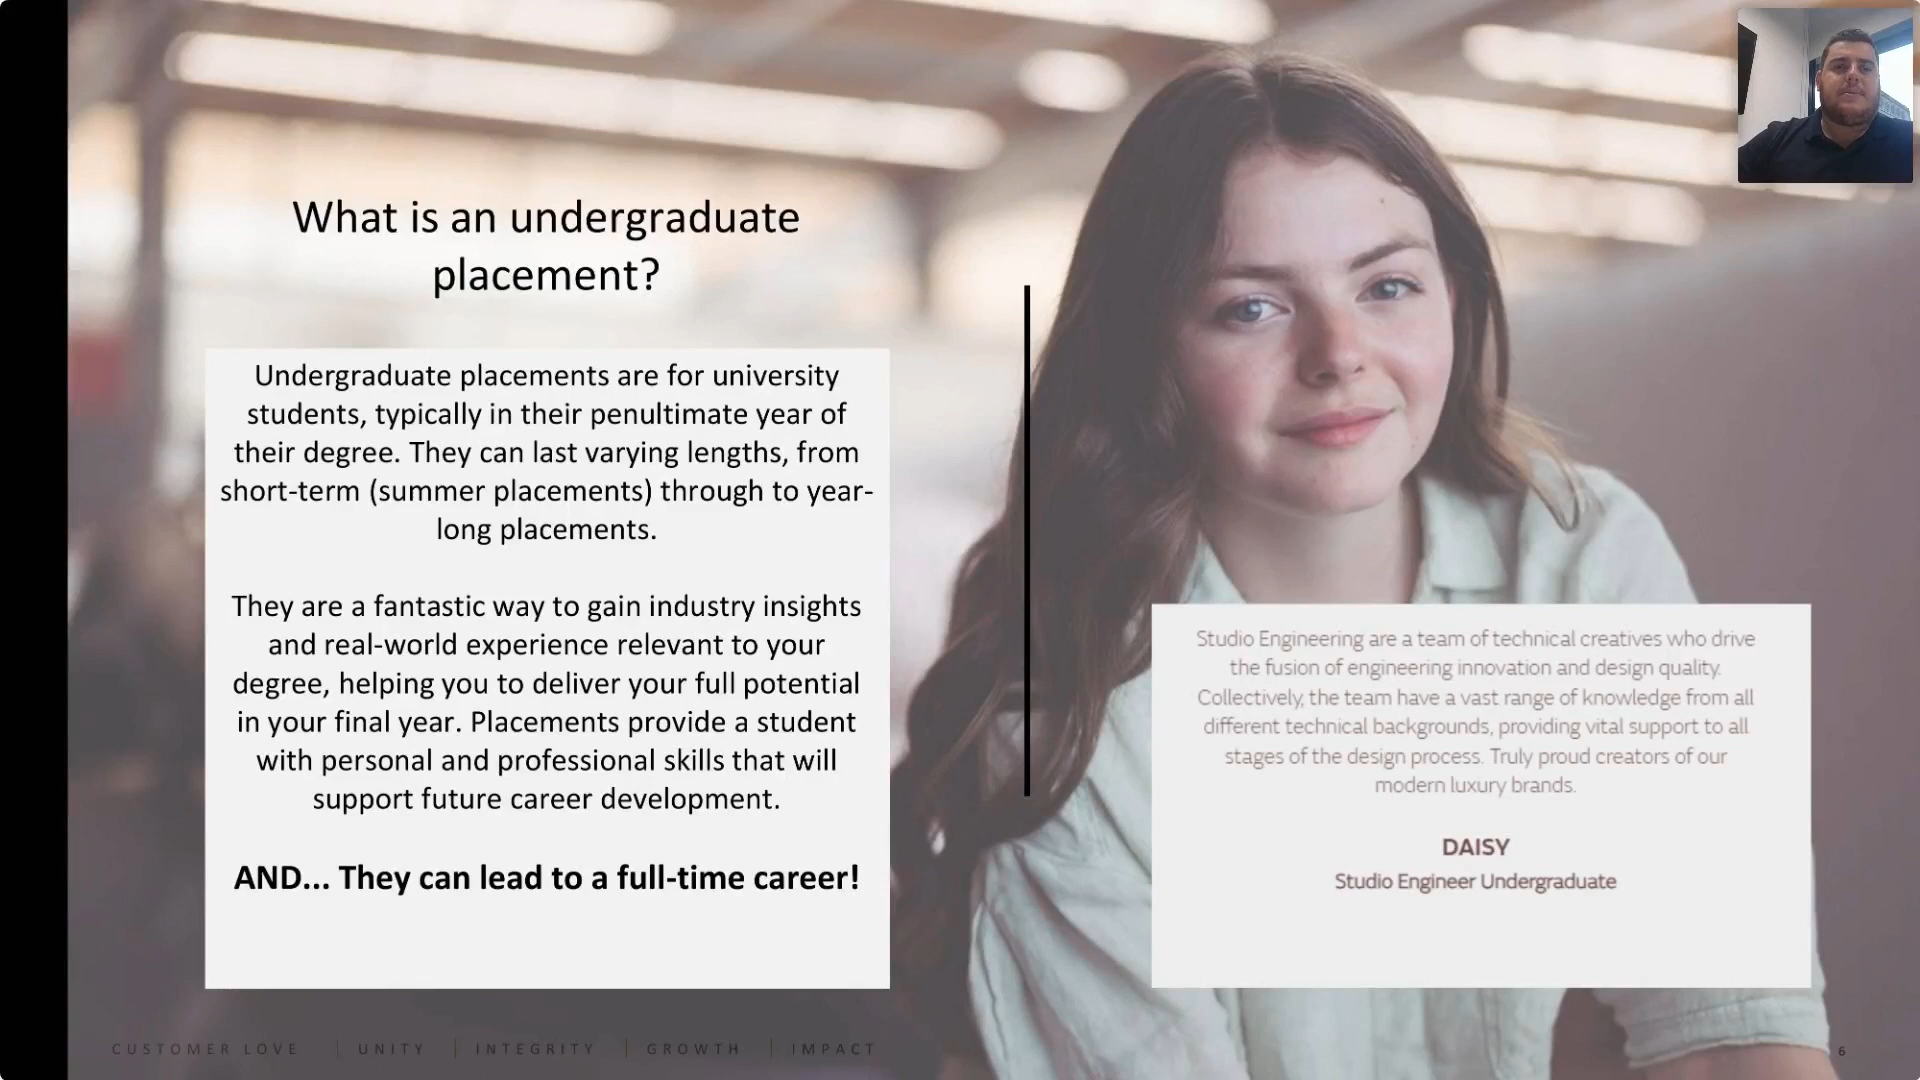 What is an undergraduate
placement?
Undergraduate placements are for university
students, typically in their penultimate year of
their degree. They can last varying lengths, from
short-term (summer placements) through to year-
long placements.
They are a fantastic way to gain industry insights
and real-world experience relevant to your
degree, helping you to deliver your full potential
in your final year. Placements provide a student
with personal and professional skills that will
support future career development.
AND... They can lead to a full-time career!
Studio Engineering are a team of technical creatives who drive
the fusion of engineering innovation and design quality.
Collectively, the team have a vast range of knowledge from all
different technical backgrounds, providing vital support to all
stages of the design process. Truly proud creators of our
modern luxury brands.
DAISY
Studio Engineer Undergraduate
CUSTOMER LOVE | UNITY | INTEGRITY | GROWTH | IMPACT
6